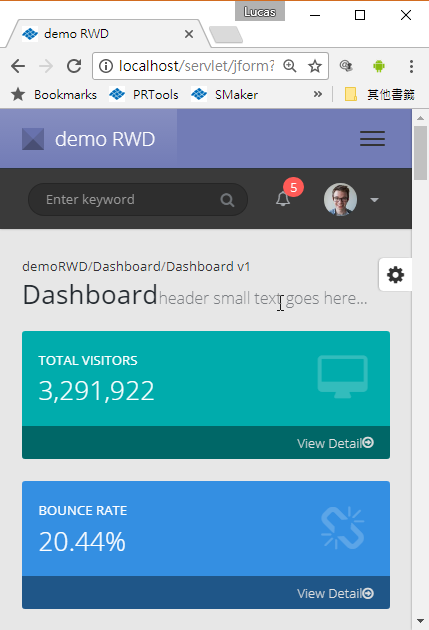 Lucas
demo RWD
localhost/servlet/jform?
Bookmarks PRTools SMaker » 其他書籤
demo RWD
Enter keyword 5
demoRWD/Dashboard/Dashboard v1
Dashboard header small text goes here...
TOTAL VISITORS
3,291,922
View Detail
BOUNCE RATE
20.44%
View Detail